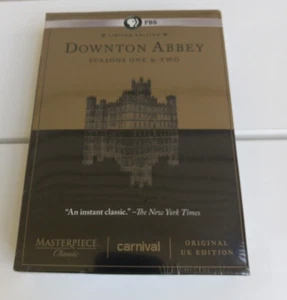 PBS
LIMITED EDITION
DOWNTON ABBEY
SEASONS ONE & TWO
"An instant classic." –The New York Times
MASTERPIECE
Classic
carnival
ORIGINAL
UK EDITION